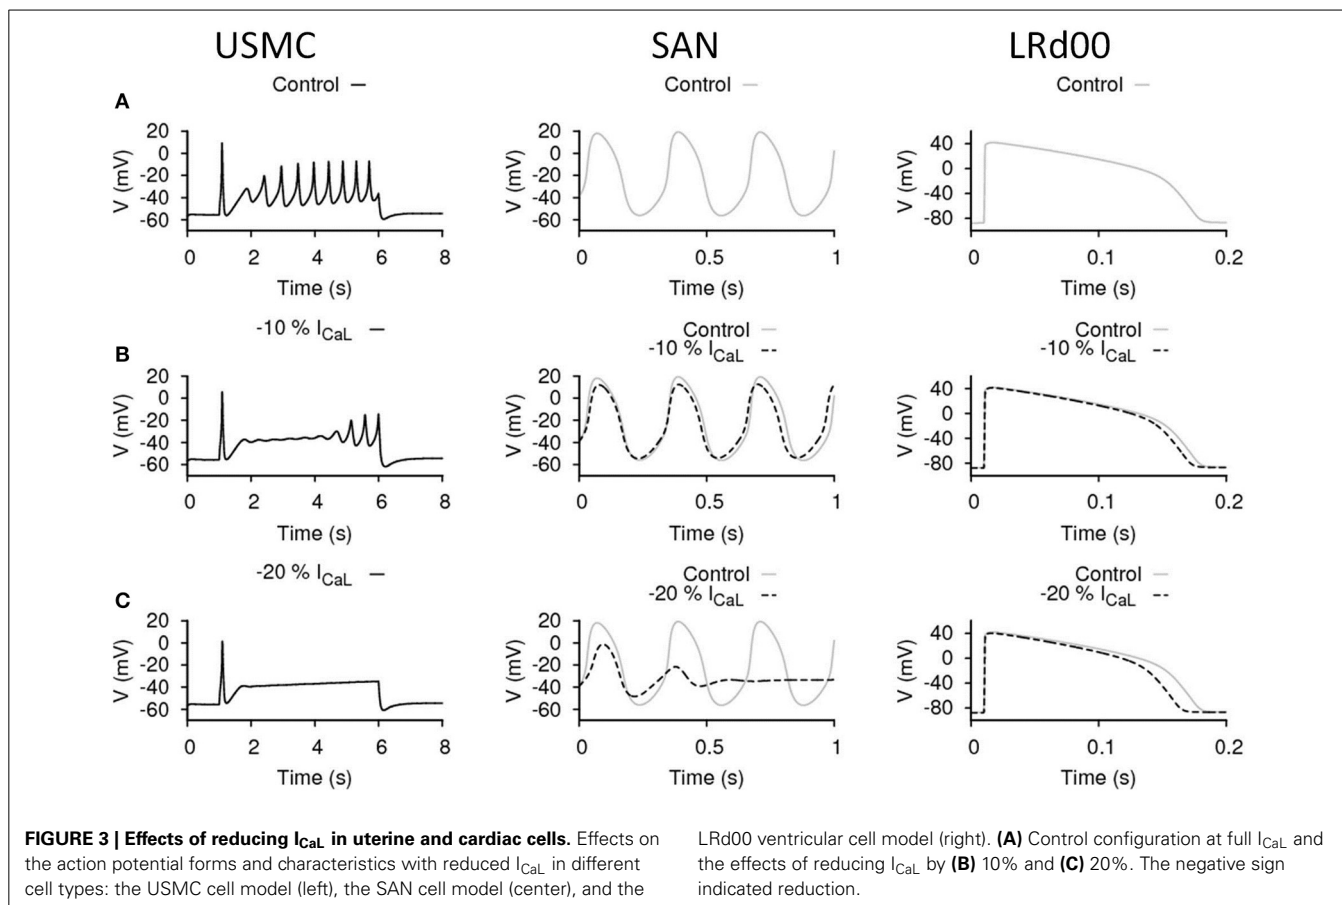 USMC SAN LRd00
Control Control Control
A
20
0
-20
-40
-60
V (mV)
0 2 4 6 8
Time (s)
20
0
-20
-40
-60
V (mV)
0 0.5 1
Time (s)
40
0
-40
-80
V (mV)
0 0.1 0.2
Time (s)
-10 % ICaL
Control
-10 % ICaL
Control
-10 % ICaL
B
20
0
-20
-40
-60
V (mV)
0 2 4 6 8
Time (s)
20
0
-20
-40
-60
V (mV)
0 0.5 1
Time (s)
40
0
-40
-80
V (mV)
0 0.1 0.2
Time (s)
-20 % ICaL
Control
-20 % ICaL
Control
-20 % ICaL
C
20
0
-20
-40
-60
V (mV)
0 2 4 6 8
Time (s)
20
0
-20
-40
-60
V (mV)
0 0.5 1
Time (s)
40
0
-40
-80
V (mV)
0 0.1 0.2
Time (s)
FIGURE 3 | Effects of reducing ICaL in uterine and cardiac cells. Effects on
the action potential forms and characteristics with reduced ICaL in different
cell types: the USMC cell model (left), the SAN cell model (center), and the
LRd00 ventricular cell model (right). (A) Control configuration at full ICaL and
the effects of reducing ICaL by (B) 10% and (C) 20%. The negative sign
indicated reduction.